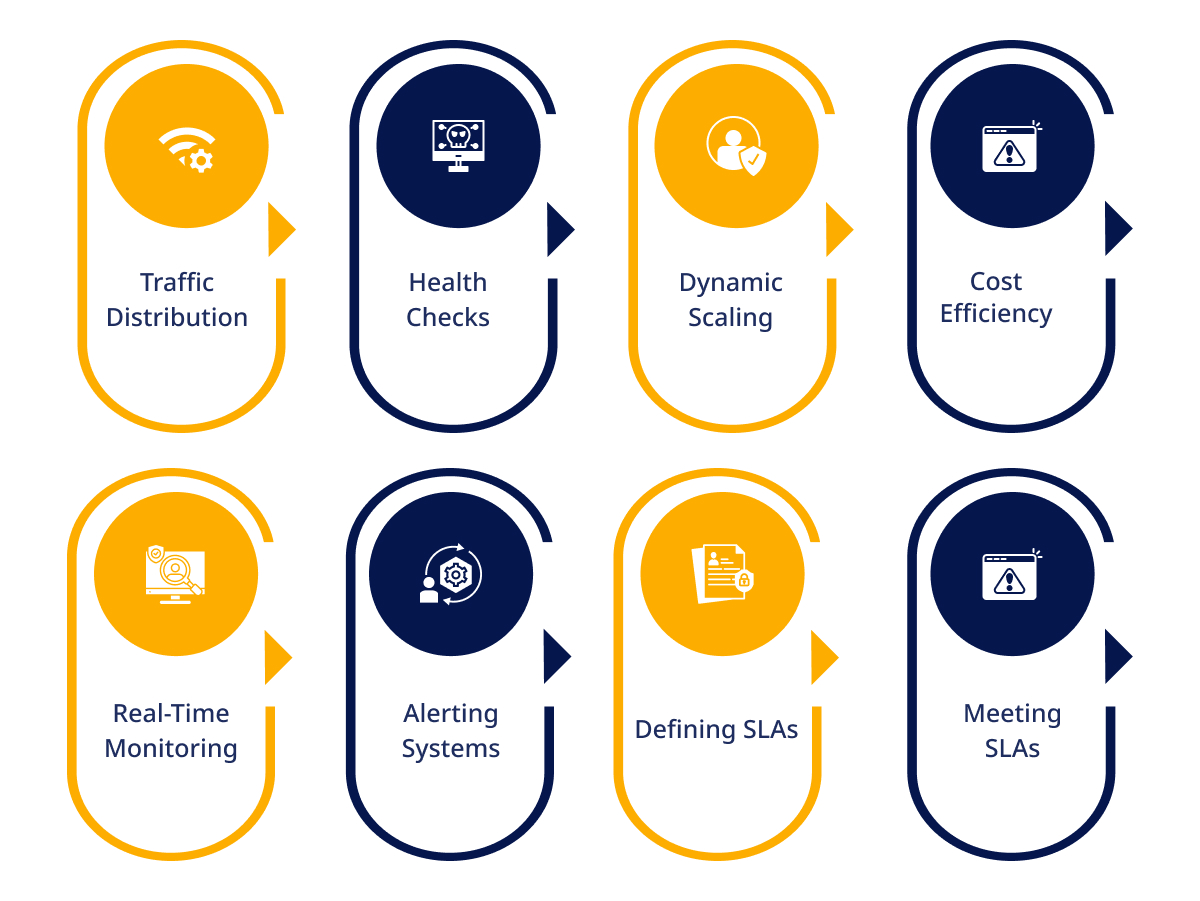 Traffic
Distribution
Health
Checks
Dynamic
Scaling
Cost
Efficiency
Real-Time
Monitoring
Alerting
Systems
Defining SLAs
Meeting
SLAs